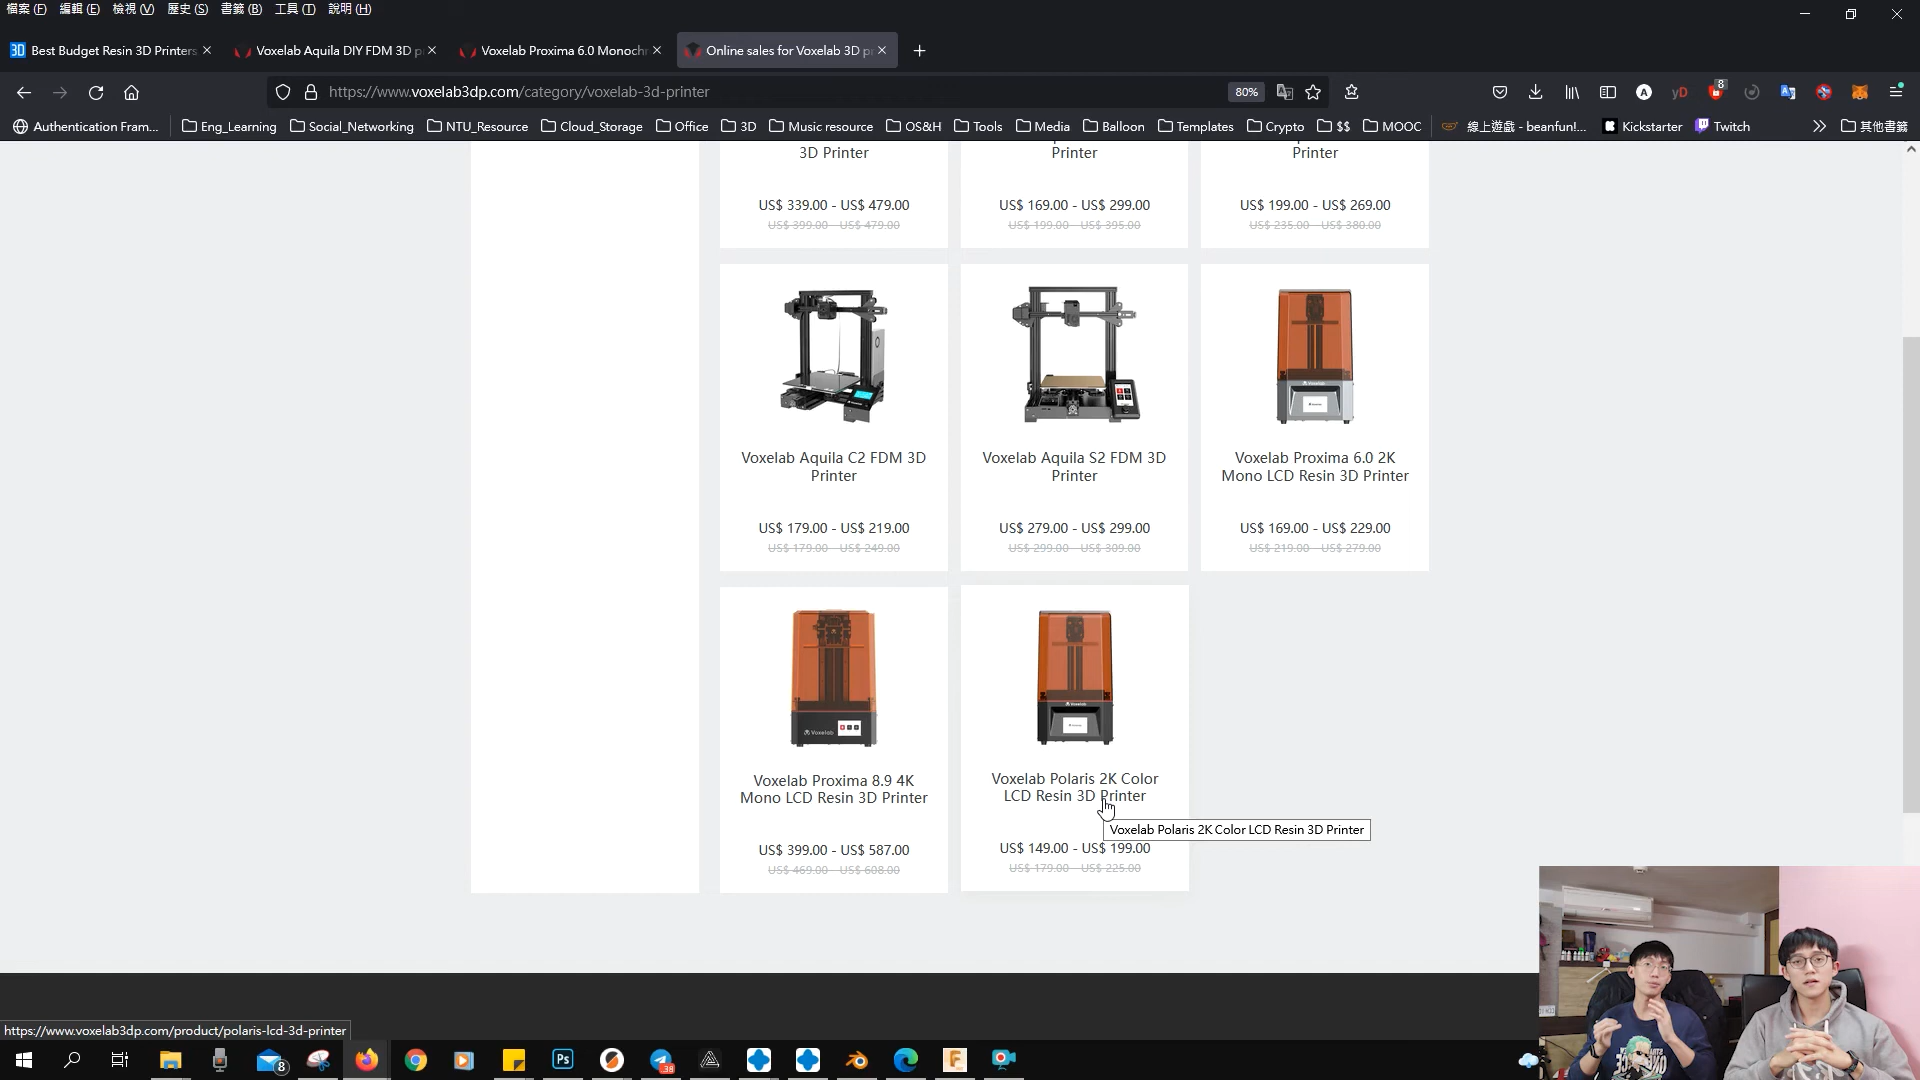 檔案 (F) 編輯 (E) 檢視 (V) 歷史 (S) 書籤 (B) 工具 (T) 說明 (H)
3D Best Budget Resin 3D Printers
Voxelab Aquila DIY FDM 3D p
Voxelab Proxima 6.0 Monochr
Online sales for Voxelab 3D pr
https://www.voxelab3dp.com/category/voxelab-3d-printer
80%
A yD 8
Authentication Fram... Eng_Learning Social_Networking NTU_Resource Cloud_Storage Office 3D Music resource OS&H Tools Media Balloon Templates Crypto $$ MOOC 線上遊戲 - beanfun!... Kickstarter Twitch 其他書籤
3D Printer
US$ 339.00 - US$ 479.00
US$ 399.00 - US$ 479.00
Printer
US$ 169.00 - US$ 299.00
US$ 199.00 - US$ 395.00
Printer
US$ 199.00 - US$ 269.00
US$ 235.00 - US$ 380.00
Voxelab Aquila C2 FDM 3D
Printer
US$ 179.00 - US$ 219.00
US$ 179.00 - US$ 249.00
Voxelab Aquila S2 FDM 3D
Printer
US$ 279.00 - US$ 299.00
US$ 299.00 - US$ 309.00
Voxelab Proxima 6.0 2K
Mono LCD Resin 3D Printer
US$ 169.00 - US$ 229.00
US$ 219.00 - US$ 279.00
Voxelab
Voxelab Proxima 8.9 4K
Mono LCD Resin 3D Printer
US$ 399.00 - US$ 587.00
US$ 469.00 - US$ 608.00
Voxelab
Voxelab Polaris 2K Color
LCD Resin 3D Printer
Voxelab Polaris 2K Color LCD Resin 3D Printer
US$ 149.00 - US$ 199.00
US$ 179.00 - US$ 225.00
https://www.voxelab3dp.com/product/polaris-lcd-3d-printer
8
Ps
38